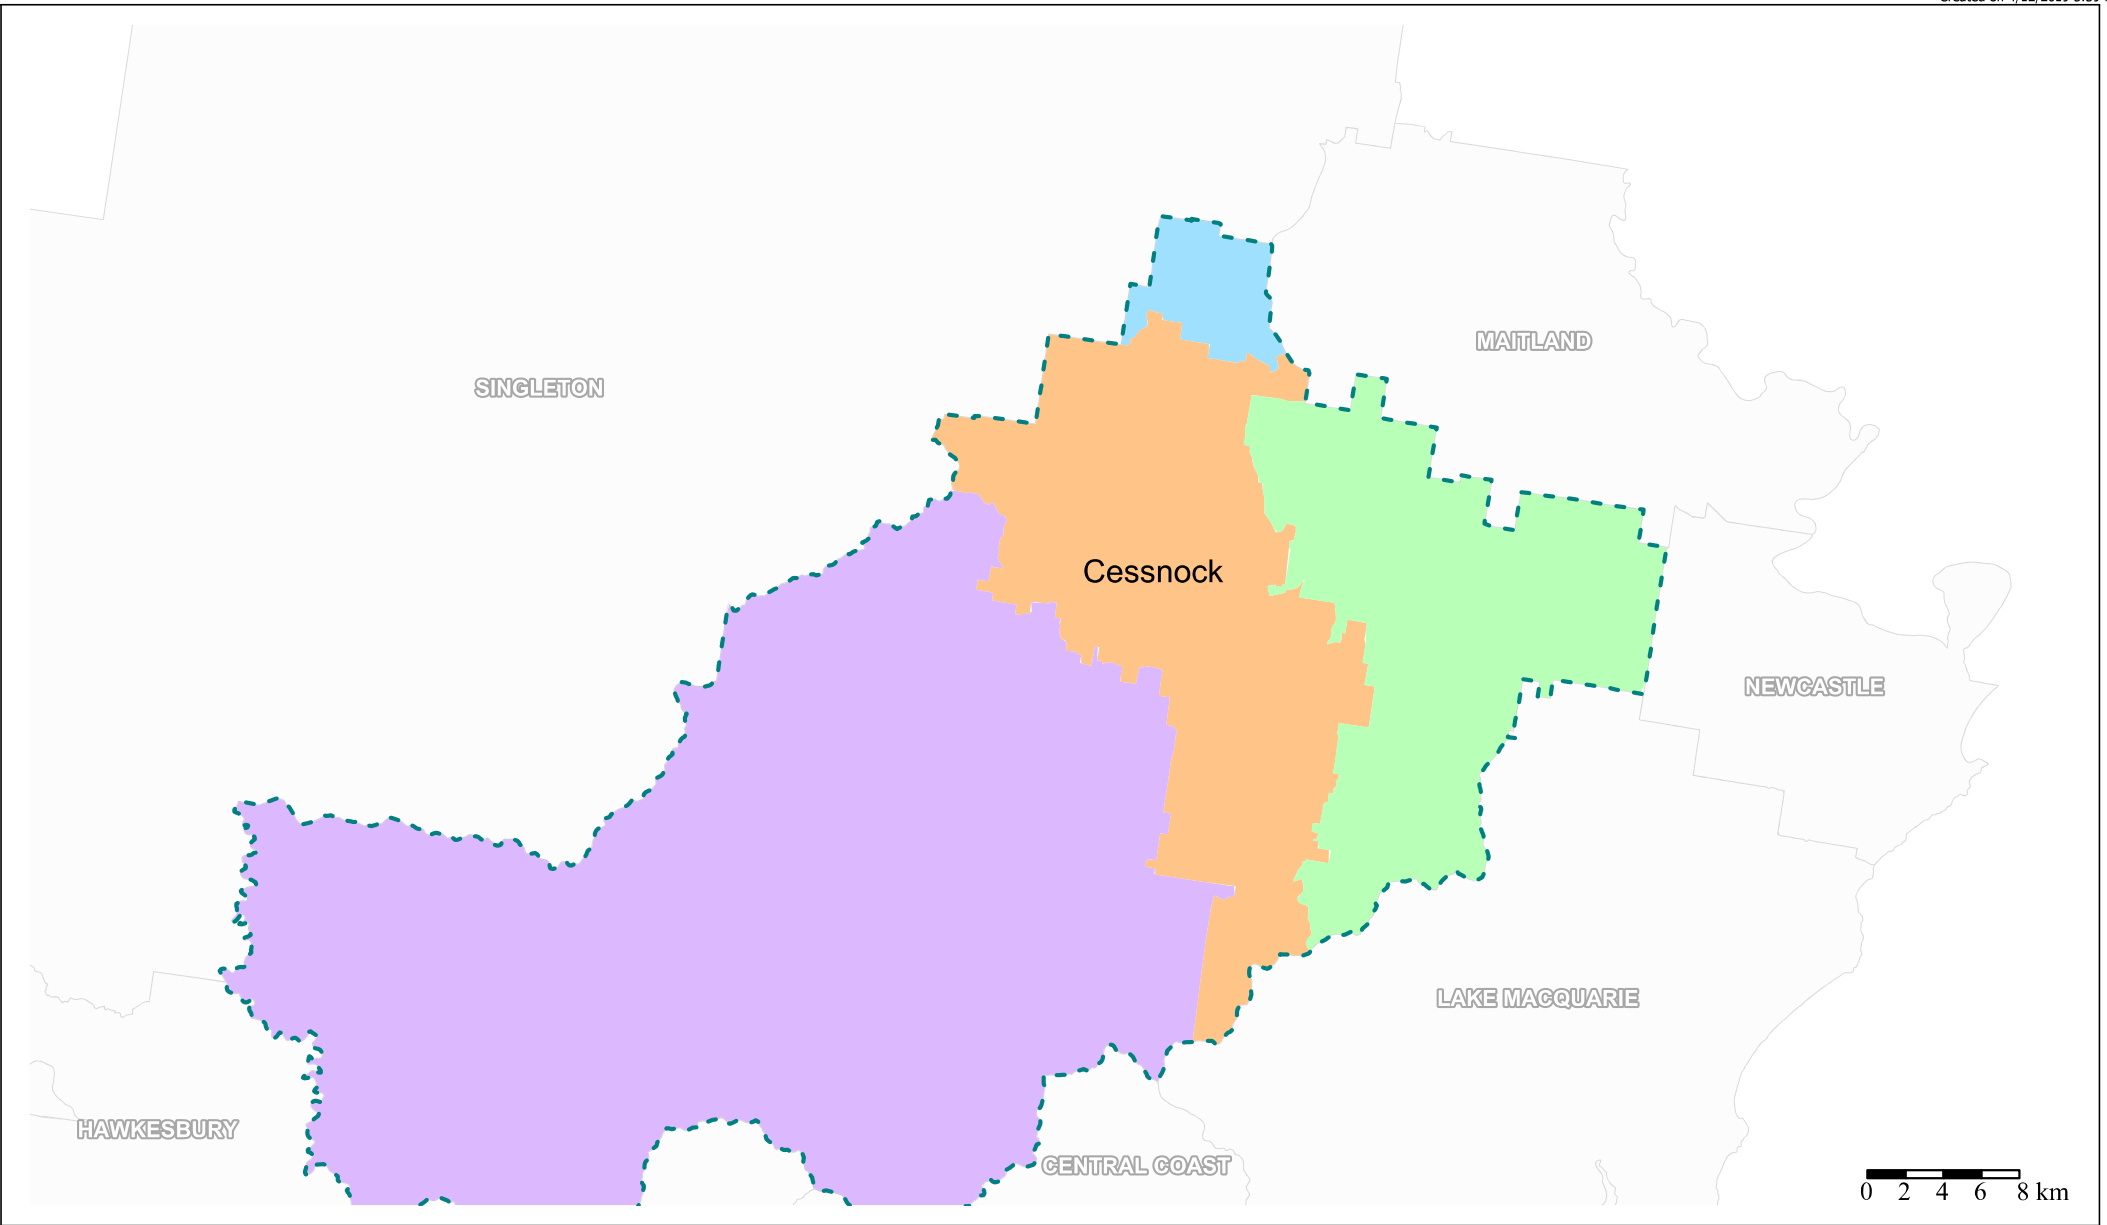 MAITLAND
SINGLETON
Cessnock
NEWCASTLE
LAKE MACQUARIE
HAWKESBURY
CENTRAL COAST
0 2 4 6 8 km